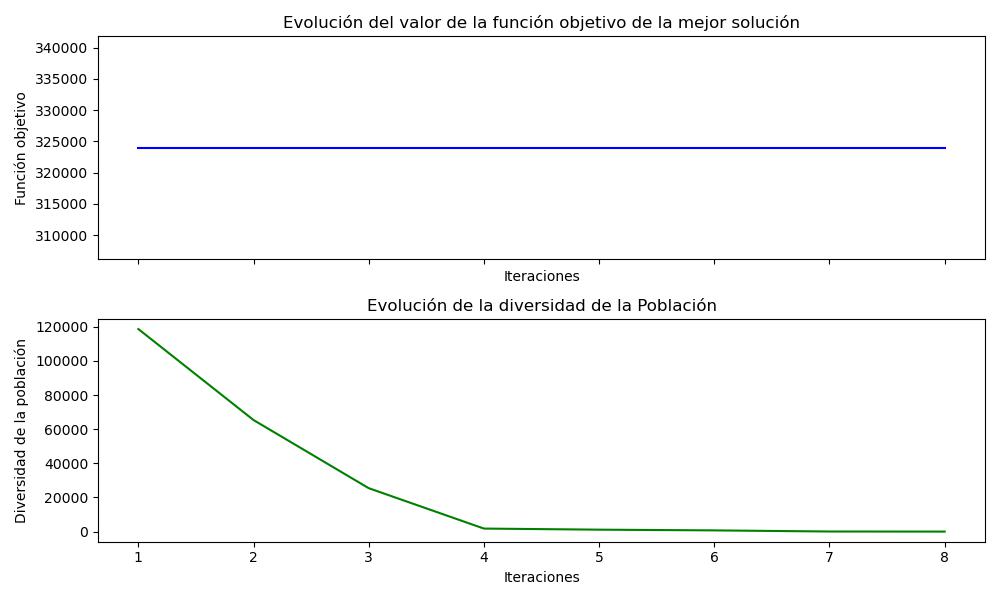 Evolución del valor de la función objetivo de la mejor solución
Función objetivo
340000
335000
330000
325000
320000
315000
310000
Iteraciones
Evolución de la diversidad de la Población
Diversidad de la población
120000
100000
80000
60000
40000
20000
0
1 2 3 4 5 6 7 8
Iteraciones